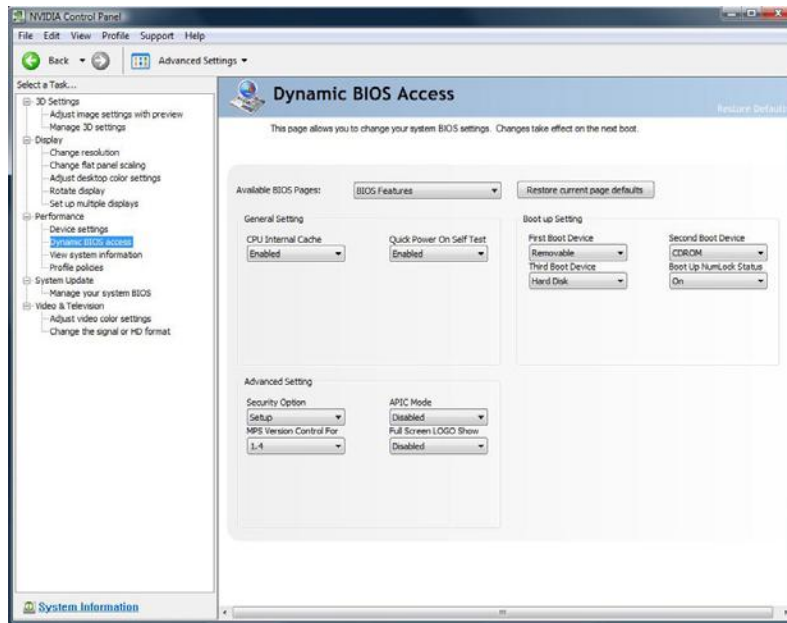 NVIDIA Control Panel
File Edit View Profile Support Help
Back Advanced Settings
Select a Task...
3D Settings
Adjust image settings with preview
Manage 3D settings
Display
Change resolution
Change flat panel scaling
Adjust desktop color settings
Rotate display
Set up multiple displays
Performance
Device settings
Dynamic BIOS access
View system information
Profile policies
System Update
Manage your system BIOS
Video & Television
Adjust video color settings
Change the signal or HD format
System Information
Dynamic BIOS Access
Restore Default
This page allows you to change your system BIOS settings. Changes take effect on the next boot.
Available BIOS Pages: BIOS Features Restore current page defaults
General Setting
CPU Internal Cache Quick Power On Self Test
Enabled Enabled
Boot up Setting
First Boot Device Second Boot Device
Removable CDROM
Third Boot Device Boot Up NumLock Status
Hard Disk On
Advanced Setting
Security Option APIC Mode
Setup Disabled
MPS Version Control For Full Screen LOGO Show
1.4 Disabled